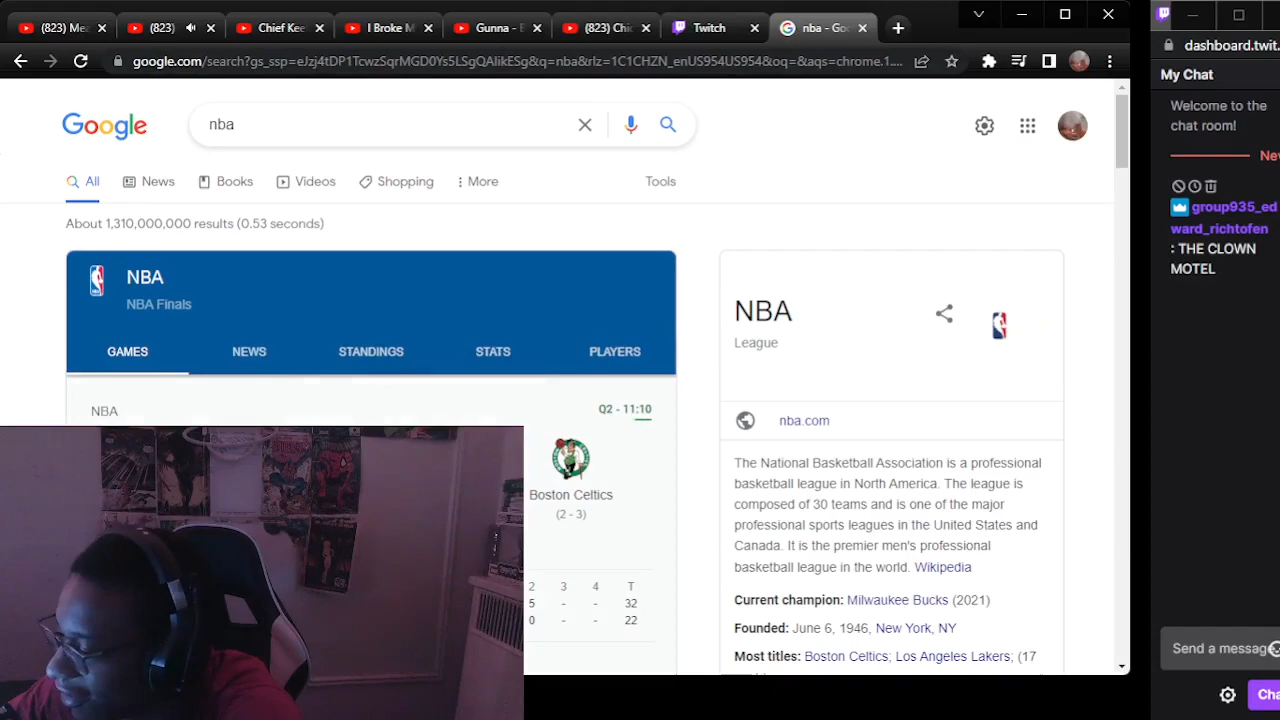 (823) Mea
(823)
Chief Kee
I Broke M
Gunna - B
(823) Chic
Twitch
nba - Goo
google.com/search?gs_ssp=eJzj4tDP1TcwzSqrMGD0Ys5LSgQAIikESg&q=nba&rlz=1C1CHZN_enUS954US954&oq=&aqs=chrome.1....
dashboard.twit
Google
nba
All
News
Books
Videos
Shopping
More
Tools
About 1,310,000,000 results (0.53 seconds)
NBA
NBA Finals
GAMES
NEWS
STANDINGS
STATS
PLAYERS
NBA
Q2 - 11:10
Boston Celtics
(2 - 3)
2 3 4 T
5 - - 32
0 - - 22
NBA
League
nba.com
The National Basketball Association is a professional
basketball league in North America. The league is
composed of 30 teams and is one of the major
professional sports leagues in the United States and
Canada. It is the premier men's professional
basketball league in the world. Wikipedia
Current champion: Milwaukee Bucks (2021)
Founded: June 6, 1946, New York, NY
Most titles: Boston Celtics; Los Angeles Lakers; (17
My Chat
Welcome to the
chat room!
Nev
group935_ed
ward_richtofen
: THE CLOWN
MOTEL
Send a message
Cha